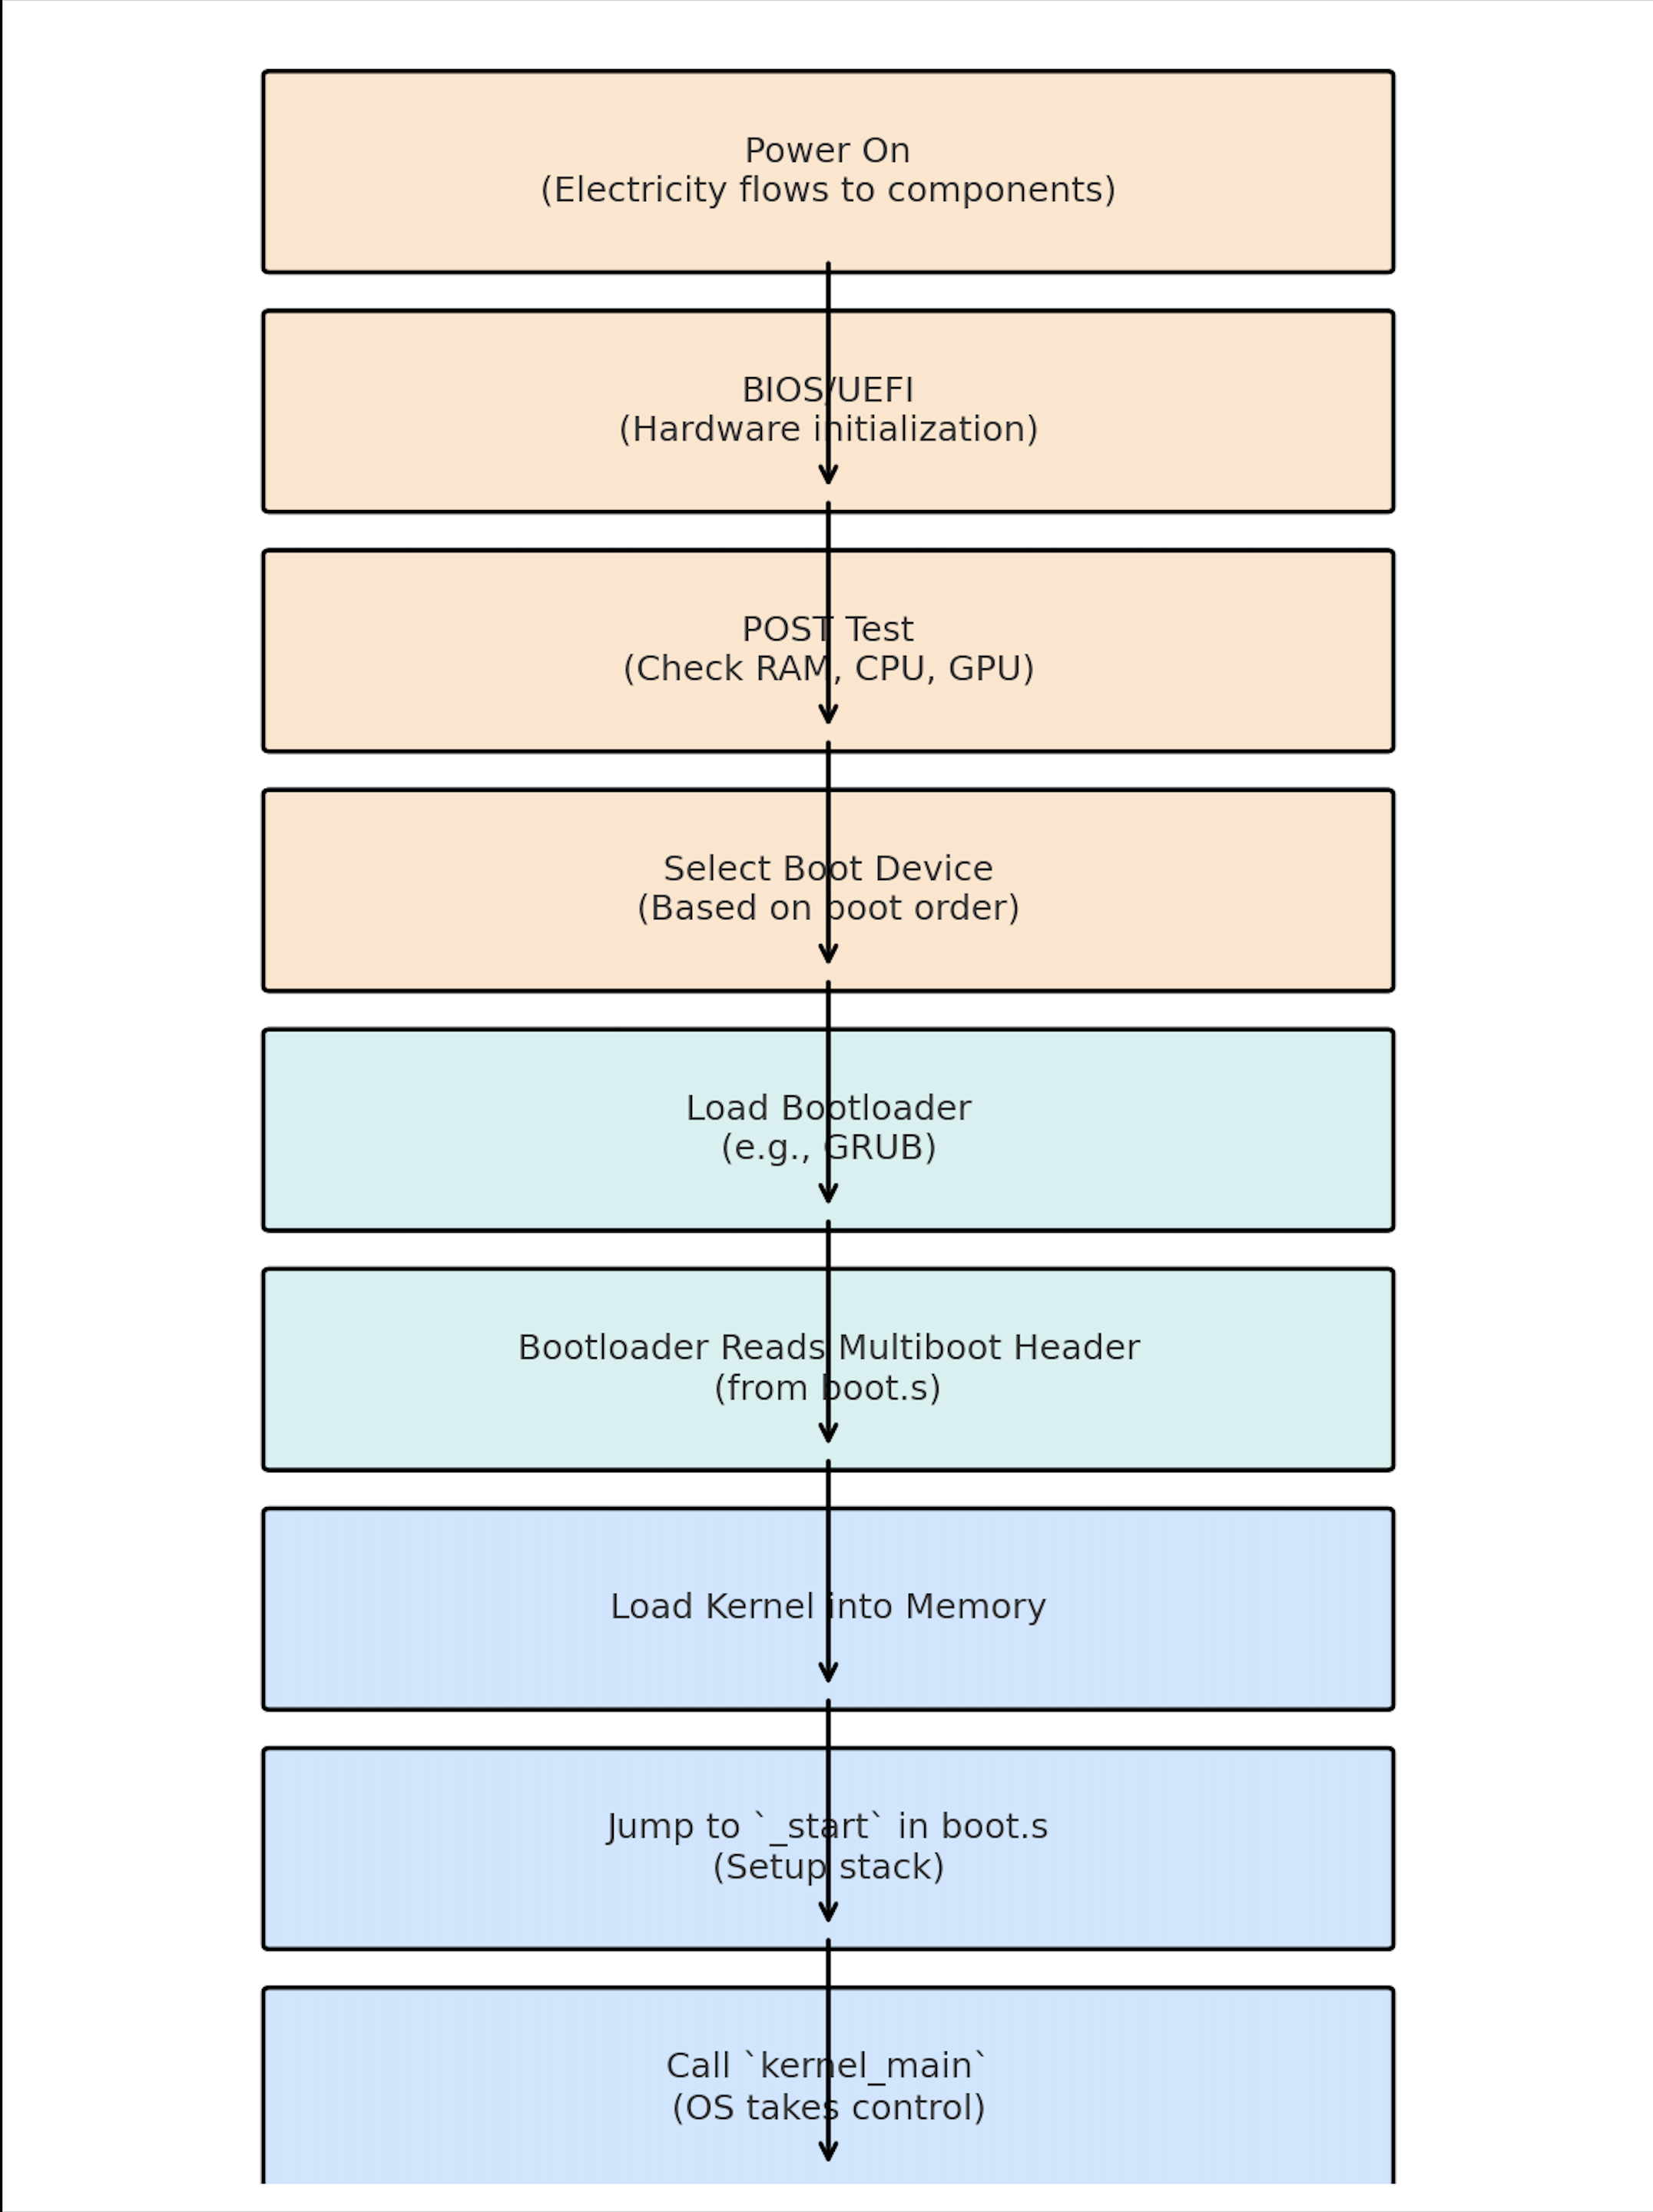 Power On
(Electricity flows to components)
BIOS/UEFI
(Hardware initialization)
POST Test
(Check RAM, CPU, GPU)
Select Boot Device
(Based on boot order)
Load Bootloader
(e.g., GRUB)
Bootloader Reads Multiboot Header
(from boot.s)
Load Kernel into Memory
Jump to `_start` in boot.s
(Setup stack)
Call `kernel_main`
(OS takes control)